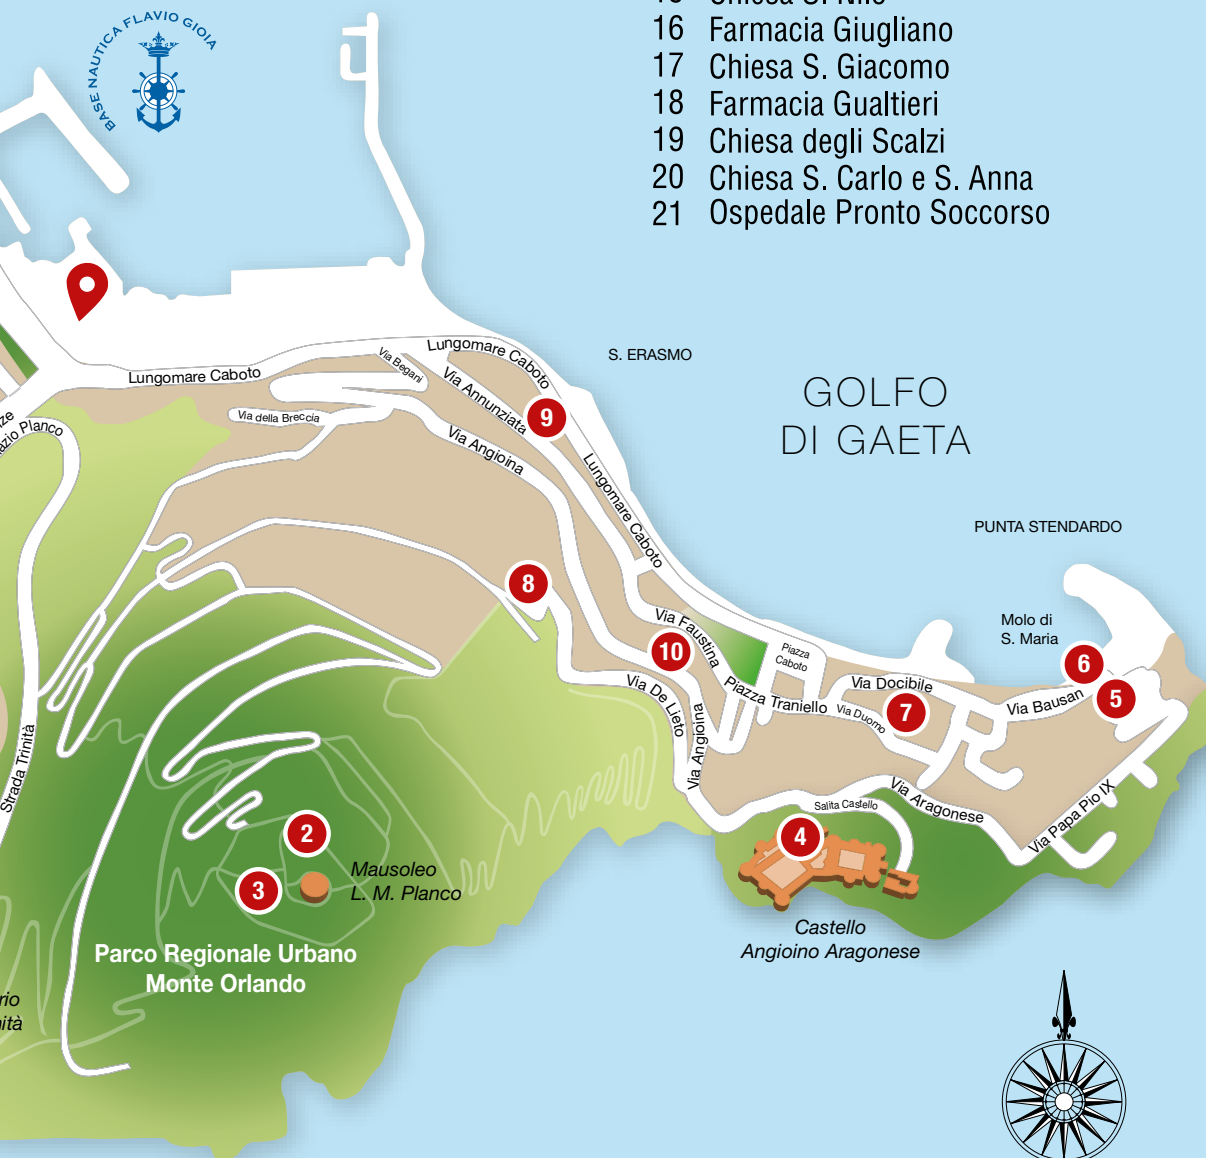 BASE NAUTICA FLAVIO GIOIA
16 Farmacia Giugliano
17 Chiesa S. Giacomo
18 Farmacia Gualtieri
19 Chiesa degli Scalzi
20 Chiesa S. Carlo e S. Anna
21 Ospedale Pronto Soccorso
S. ERASMO
GOLFO
DI GAETA
PUNTA STENDARDO
Molo di
S. Maria
Lungomare Caboto
Via Begani
Lungomare Caboto
Via Annunziata
Via della Breccia
Via Angioina
9
Lungomare Caboto
Planco
8
Via Faustina
10
Piazza
Caboto
Via De Lieto
Piazza Traniello
Via Docibile
Via Duomo
7
Via Bausan
6
5
Via Angioina
Strada Trinità
Salita Castello
Via Aragonese
Via Papa Pio IX
4
2
3
Mausoleo
L. M. Planco
Castello
Angioino Aragonese
Parco Regionale Urbano
Monte Orlando